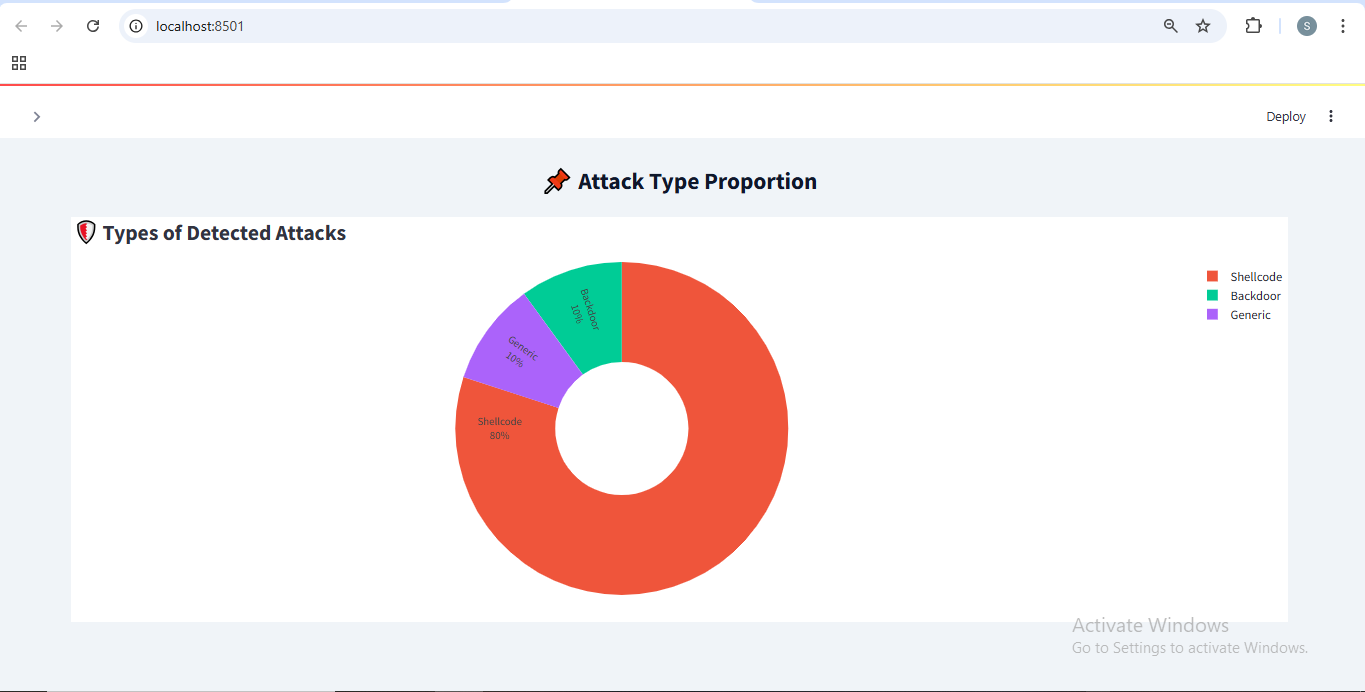 localhost:8501
S
Deploy
Attack Type Proportion
Types of Detected Attacks
Shellcode
Backdoor
Generic
Backdoor
10%
Generic
10%
Shellcode
80%
Activate Windows
Go to Settings to activate Windows.